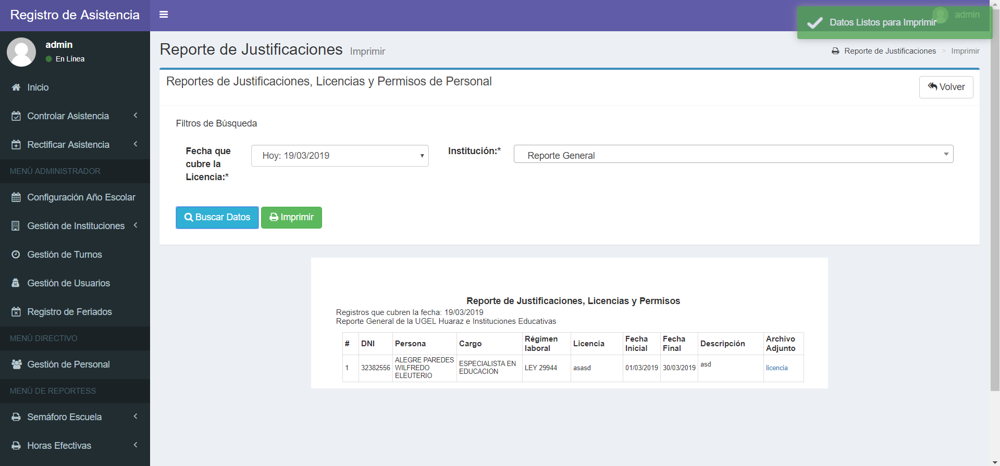 Registro de Asistencia
admin
Datos Listos para Imprimir
admin
En Línea
Reporte de Justificaciones Imprimir
Reporte de Justificaciones > Imprimir
Reportes de Justificaciones, Licencias y Permisos de Personal
Volver
Inicio
Controlar Asistencia
Rectificar Asistencia
MENÚ ADMINISTRADOR
Configuración Año Escolar
Gestión de Instituciones
Gestión de Turnos
Gestión de Usuarios
Registro de Feriados
MENÚ DIRECTIVO
Gestión de Personal
MENÚ DE REPORTESS
Semáforo Escuela
Horas Efectivas
Filtros de Búsqueda
Fecha que
cubre la
Licencia:*
Hoy: 19/03/2019
Institución:*
Reporte General
Buscar Datos
Imprimir
Reporte de Justificaciones, Licencias y Permisos
Registros que cubren la fecha: 19/03/2019
Reporte General de la UGEL Huaraz e Instituciones Educativas
# DNI Persona Cargo Régimen laboral Licencia Fecha Inicial Fecha Final Descripción Archivo Adjunto
1 32382556 ALEGRE PAREDES WILFREDO ELEUTERIO ESPECIALISTA EN EDUCACION LEY 29944 asasd 01/03/2019 30/03/2019 asd licencia